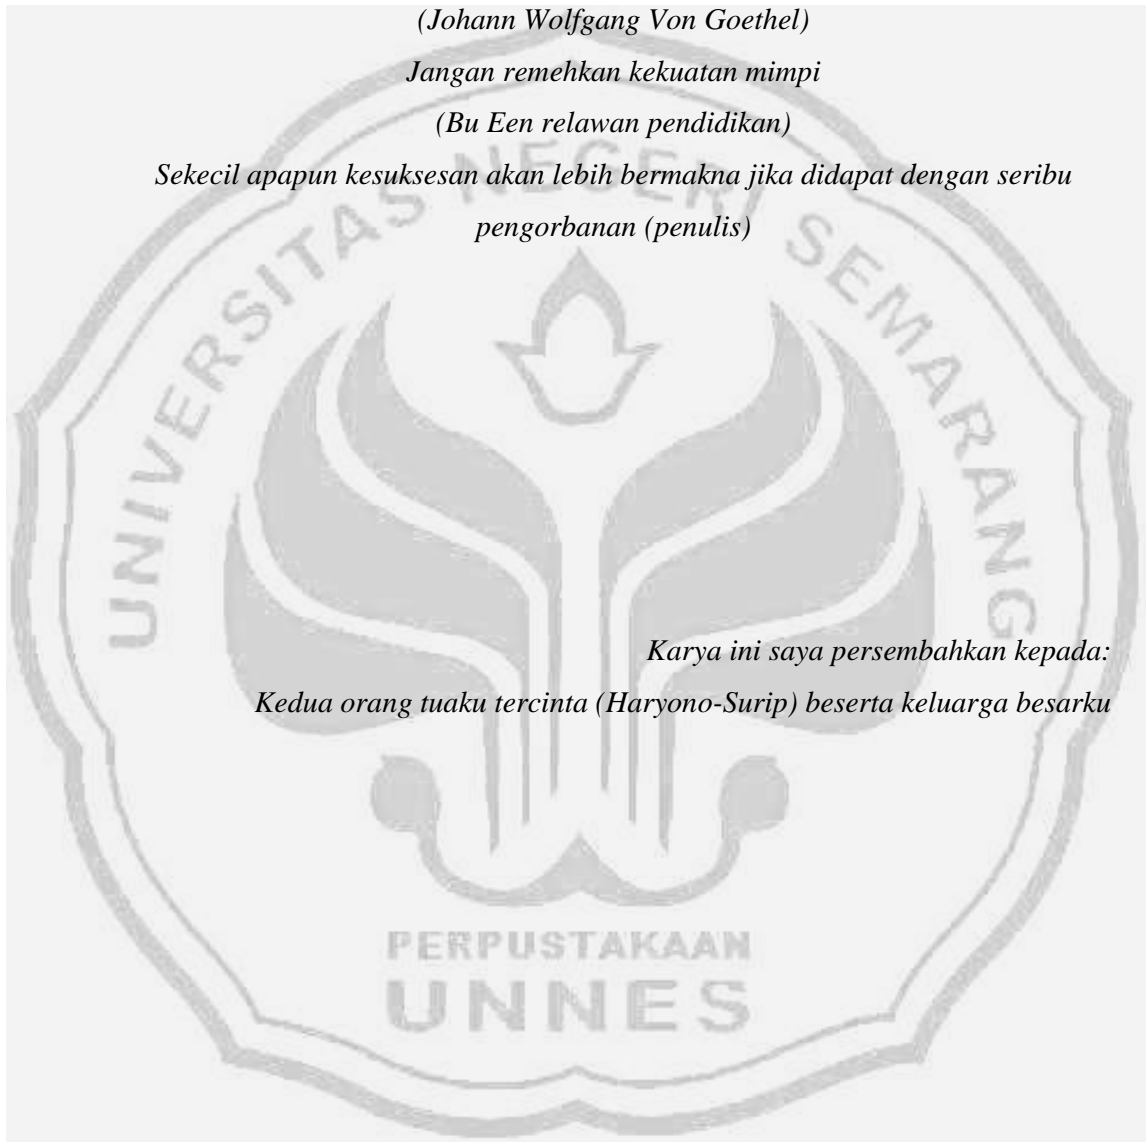 (Johann Wolfgang Von Goethel)
Jangan remehkan kekuatan mimpi
(Bu Een relawan pendidikan)
Sekecil apapun kesuksesan akan lebih bermakna jika didapat dengan seribu
pengorbanan (penulis)
UNIVERSITAS NEGERI SEMARANG
Karya ini saya persembahkan kepada:
Kedua orang tuaku tercinta (Haryono-Surip) beserta keluarga besarku
PERPUSTAKAAN
UNNES